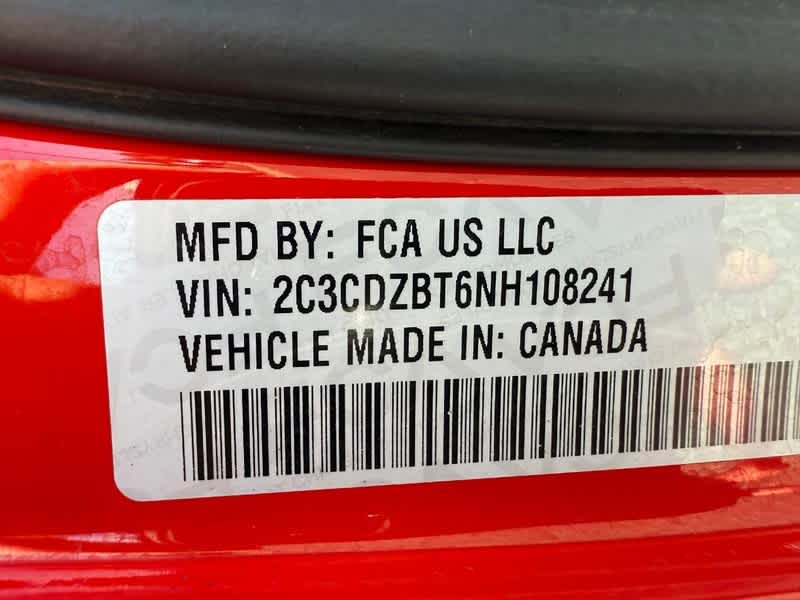 MFD BY: FCA US LLC
VIN: 2C3CDZBT6NH108241
VEHICLE MADE IN: CANADA